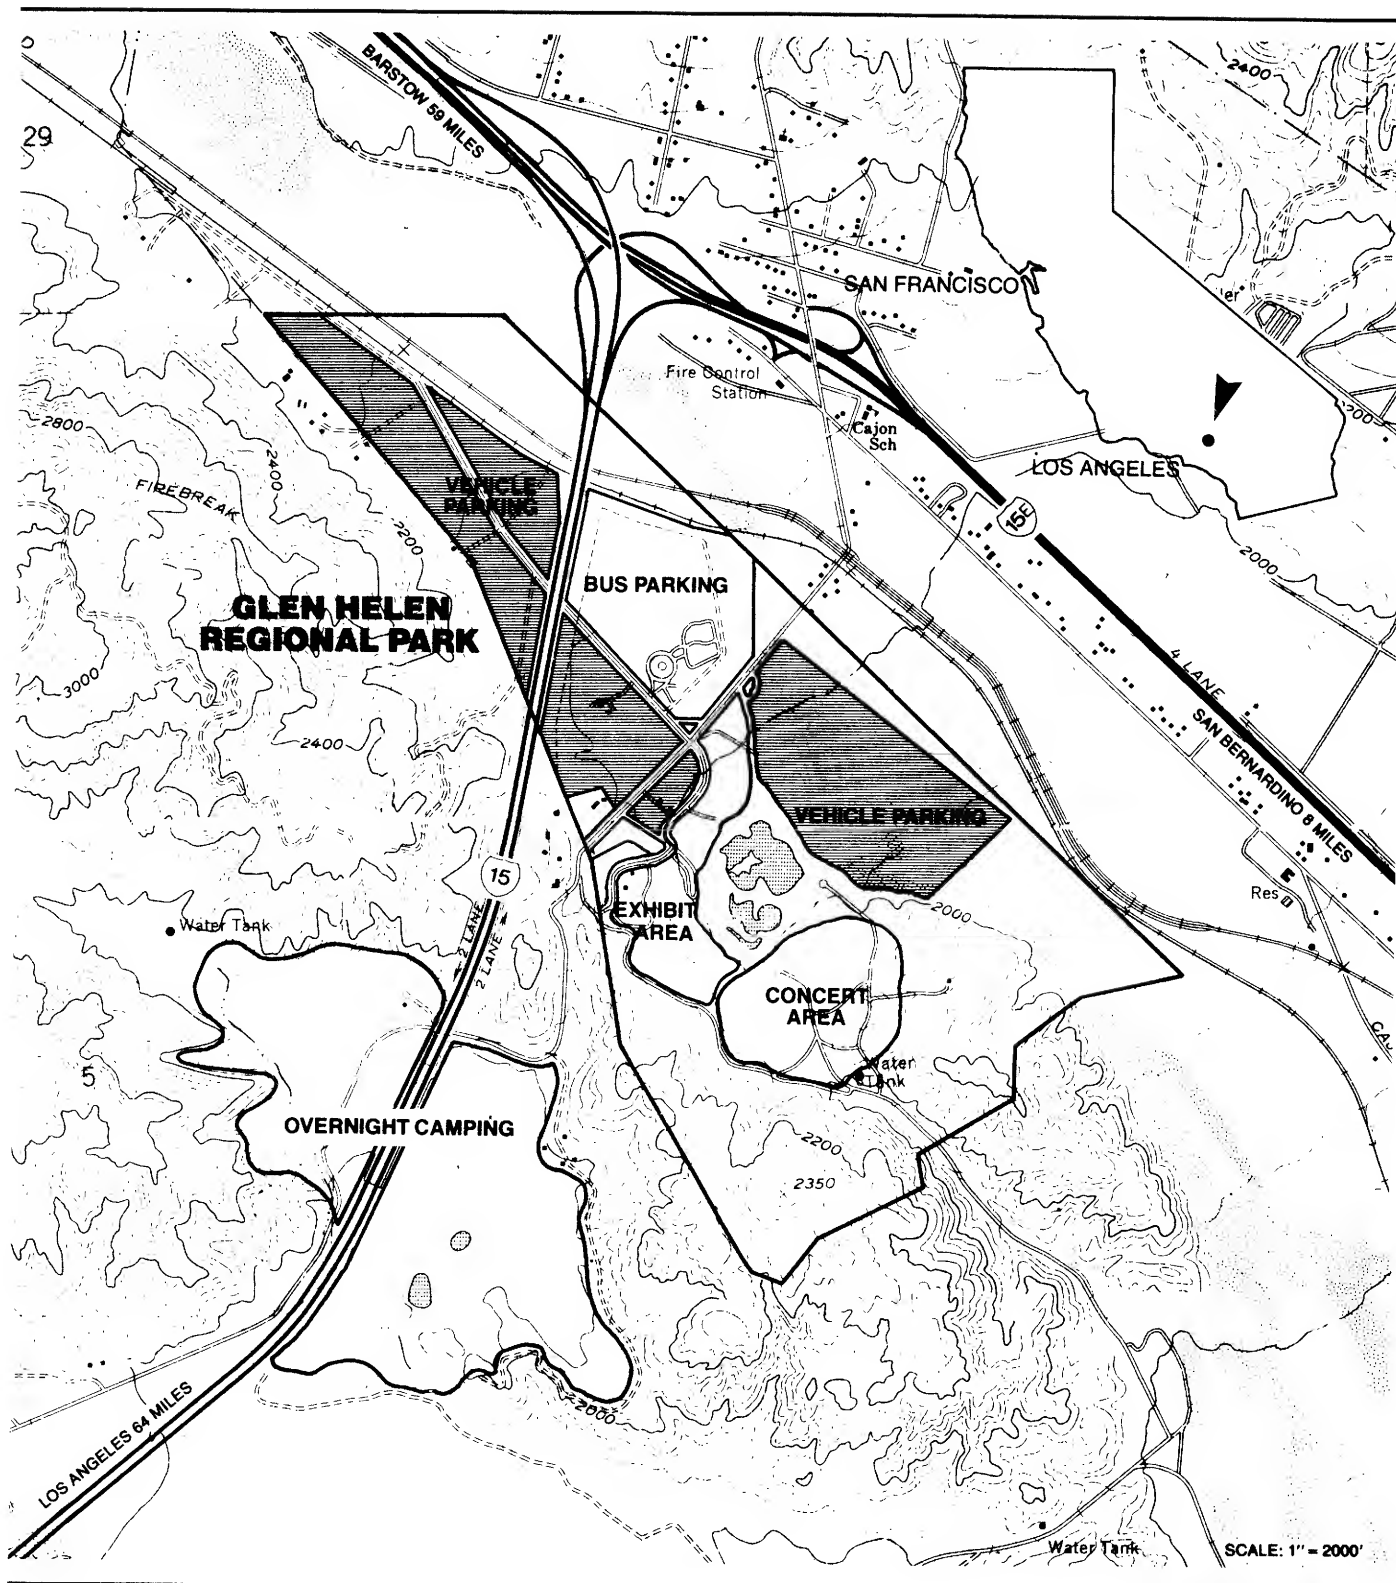 BARSTOW 59 MILES
2400
29
SAN FRANCISCO
er
Fire Control
Station
Cajon
Sch
LOS ANGELES
2800
2400
FIREBREAK
2200
VEHICLE
PARKING
15E
2000
BUS PARKING
GLEN HELEN
REGIONAL PARK
3000
2400
4 LANE
SAN BERNARDINO 8 MILES
VEHICLE PARKING
15
Res
Water Tank
2 LANE
2 LANE
EXHIBIT
AREA
2000
CONCERT
AREA
Water
Tank
5
OVERNIGHT CAMPING
2200
2350
2000
LOS ANGELES 64 MILES
Water Tank
SCALE: 1" = 2000'